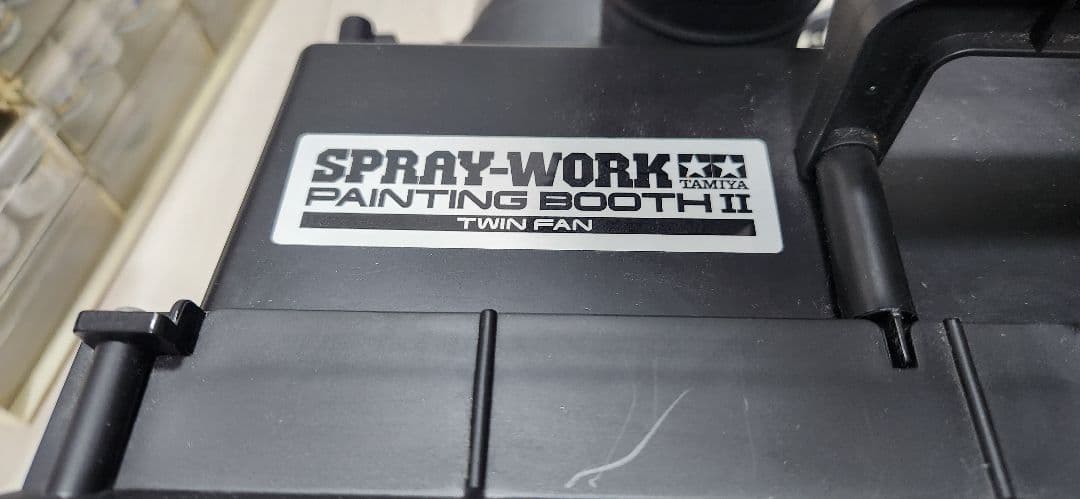 SPRAY-WORK
TAMIYA
PAINTING BOOTH II
TWIN FAN